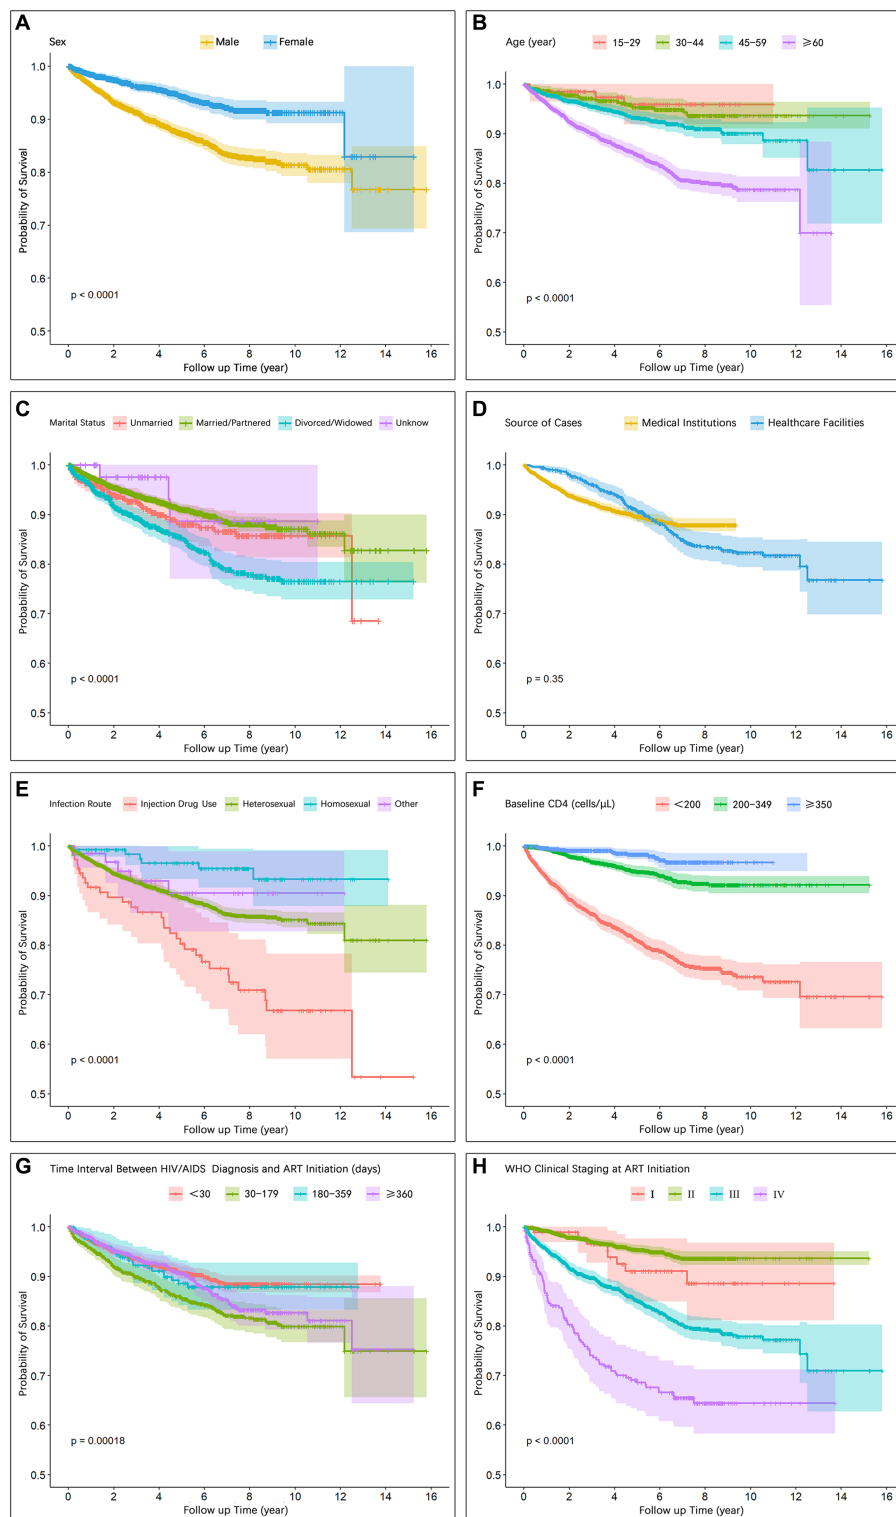 A
Sex Male Female
1.0
0.9
0.8
0.7
0.6
0.5
Probability of Survival
p < 0.0001
0 2 4 6 8 10 12 14 16
Follow up Time (year)
B
Age (year) 15-29 30-44 45-59 ≥60
1.0
0.9
0.8
0.7
0.6
0.5
Probability of Survival
p < 0.0001
0 2 4 6 8 10 12 14 16
Follow up Time (year)
C
Marital Status Unmarried Married/Partnered Divorced/Widowed Unknow
1.0
0.9
0.8
0.7
0.6
0.5
Probability of Survival
p < 0.0001
0 2 4 6 8 10 12 14 16
Follow up Time (year)
D
Source of Cases Medical Institutions Healthcare Facilities
1.0
0.9
0.8
0.7
0.6
0.5
Probability of Survival
p = 0.35
0 2 4 6 8 10 12 14 16
Follow up Time (year)
E
Infection Route Injection Drug Use Heterosexual Homosexual Other
1.0
0.9
0.8
0.7
0.6
0.5
Probability of Survival
p < 0.0001
0 2 4 6 8 10 12 14 16
Follow up Time (year)
F
Baseline CD4 (cells/μL) <200 200-349 ≥350
1.0
0.9
0.8
0.7
0.6
0.5
Probability of Survival
p < 0.0001
0 2 4 6 8 10 12 14 16
Follow up Time (year)
G
Time Interval Between HIV/AIDS Diagnosis and ART Initiation (days)
<30 30-179 180-359 ≥360
1.0
0.9
0.8
0.7
0.6
0.5
Probability of Survival
p = 0.00018
0 2 4 6 8 10 12 14 16
Follow up Time (year)
H
WHO Clinical Staging at ART Initiation
I II III IV
1.0
0.9
0.8
0.7
0.6
0.5
Probability of Survival
p < 0.0001
0 2 4 6 8 10 12 14 16
Follow up Time (year)